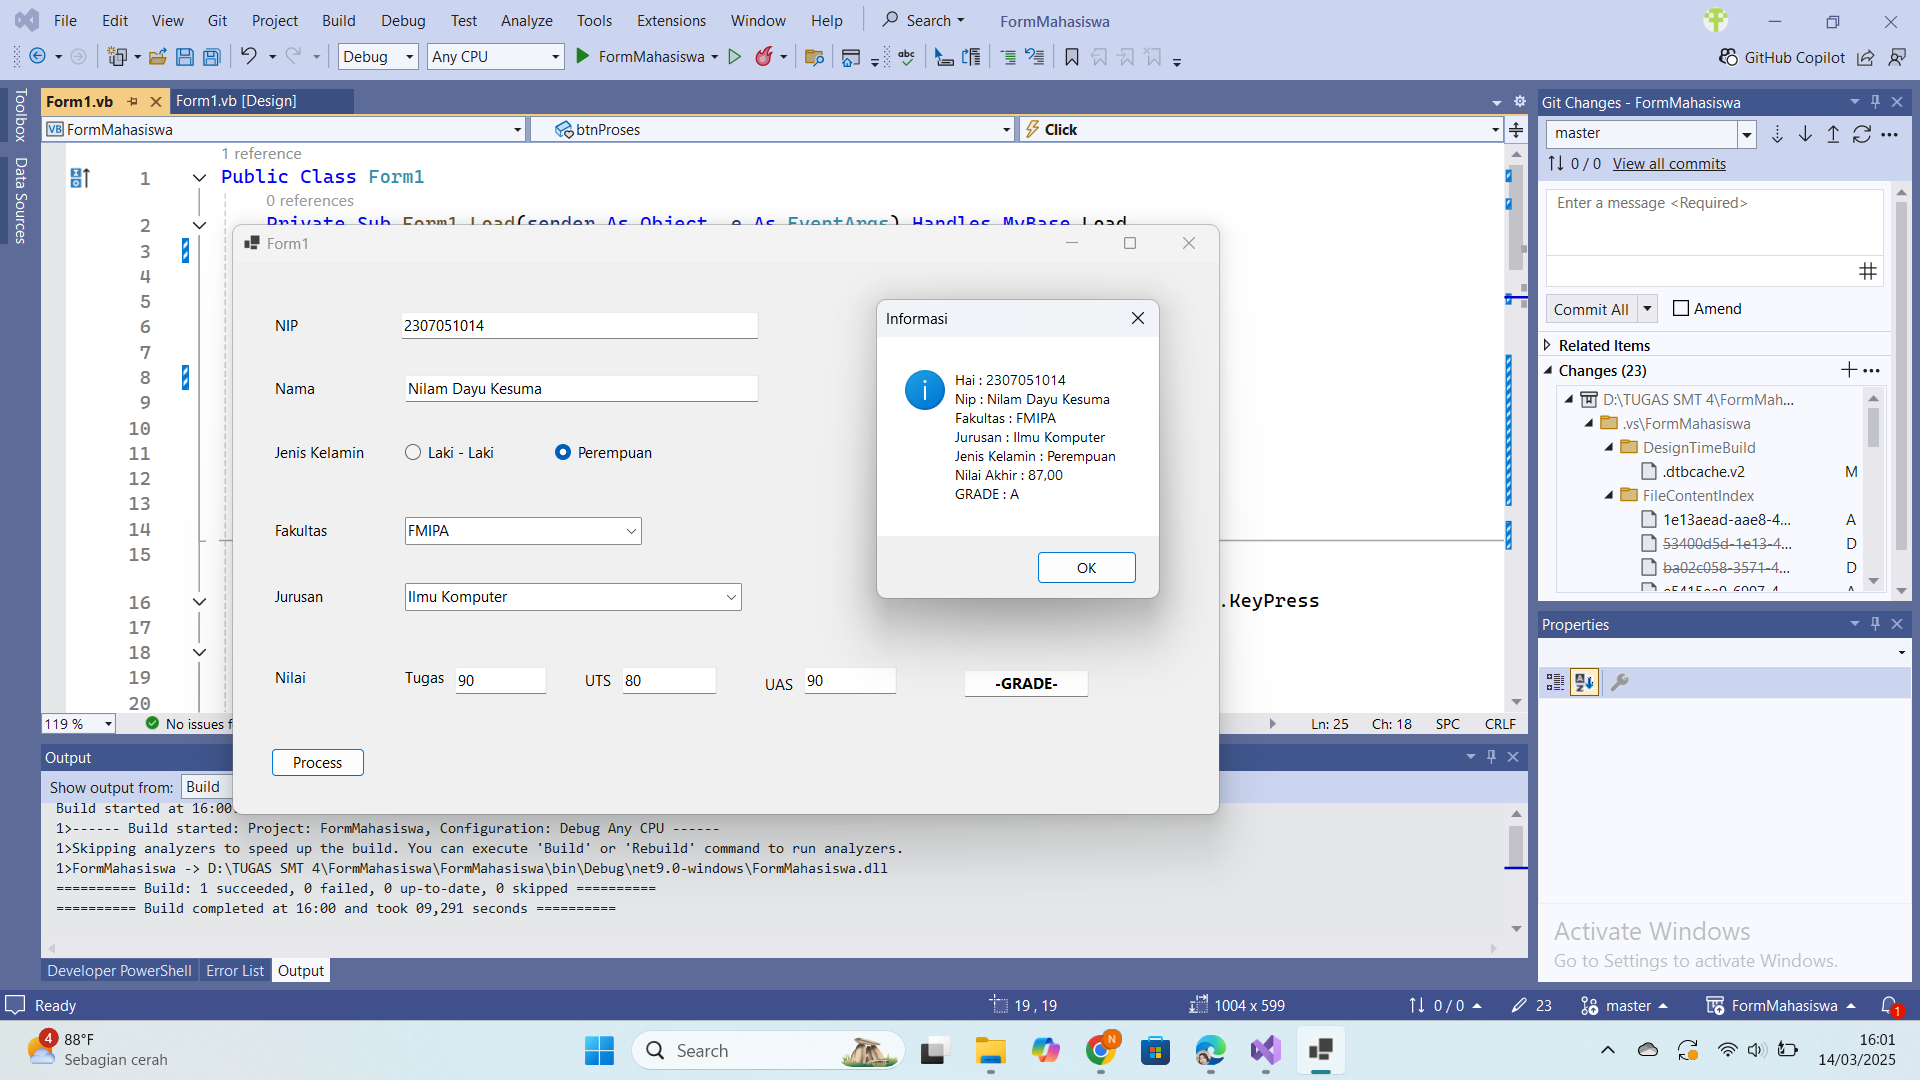 File Edit View Git Project Build Debug Test Analyze Tools Extensions Window Help Search FormMahasiswa
Debug Any CPU FormMahasiswa GitHub Copilot
Toolbox
Data Sources
Form1.vb Form1.vb [Design]
VB FormMahasiswa btnProses Click
1 reference
1 Public Class Form1
0 references
2 Private Sub Form1_Load(sender As Object, e As EventArgs) Handles MyBase.Load
3
4
5
6
7
8
9
10
11
12
13
14
15
16 .KeyPress
17
18
19
20
119 % No issues
Ln: 25 Ch: 18 SPC CRLF
Form1
NIP 2307051014
Nama Nilam Dayu Kesuma
Jenis Kelamin Laki - Laki Perempuan
Fakultas FMIPA
Jurusan Ilmu Komputer
Nilai Tugas 90 UTS 80 UAS 90 -GRADE-
Process
Informasi
Hai : 2307051014
Nip : Nilam Dayu Kesuma
Fakultas : FMIPA
Jurusan : Ilmu Komputer
Jenis Kelamin : Perempuan
Nilai Akhir : 87,00
GRADE : A
OK
Output
Show output from: Build
Build started at 16:00
1>------ Build started: Project: FormMahasiswa, Configuration: Debug Any CPU ------
1>Skipping analyzers to speed up the build. You can execute 'Build' or 'Rebuild' command to run analyzers.
1>FormMahasiswa -> D:\TUGAS SMT 4\FormMahasiswa\FormMahasiswa\bin\Debug\net9.0-windows\FormMahasiswa.dll
========== Build: 1 succeeded, 0 failed, 0 up-to-date, 0 skipped ==========
========== Build completed at 16:00 and took 09,291 seconds ==========
Developer PowerShell Error List Output
Git Changes - FormMahasiswa
master
0 / 0 View all commits
Enter a message <Required>
Commit All Amend
Related Items
Changes (23)
D:\TUGAS SMT 4\FormMah...
.vs\FormMahasiswa
DesignTimeBuild
.dtbcache.v2 M
FileContentIndex
1e13aead-aae8-4... A
53400d5d-1e13-4... D
ba02c058-3571-4... D
Properties
Activate Windows
Go to Settings to activate Windows.
Ready 19 , 19 1004 x 599 0 / 0 23 master FormMahasiswa 1
4 88°F
Sebagian cerah
Search
N
16:01
14/03/2025